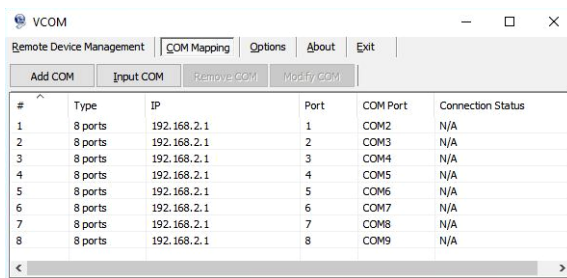 VCOM
Remote Device Management COM Mapping Options About Exit
Add COM Input COM Remove COM Modify COM
# Type IP Port COM Port Connection Status
1 8 ports 192.168.2.1 1 COM2 N/A
2 8 ports 192.168.2.1 2 COM3 N/A
3 8 ports 192.168.2.1 3 COM4 N/A
4 8 ports 192.168.2.1 4 COM5 N/A
5 8 ports 192.168.2.1 5 COM6 N/A
6 8 ports 192.168.2.1 6 COM7 N/A
7 8 ports 192.168.2.1 7 COM8 N/A
8 8 ports 192.168.2.1 8 COM9 N/A